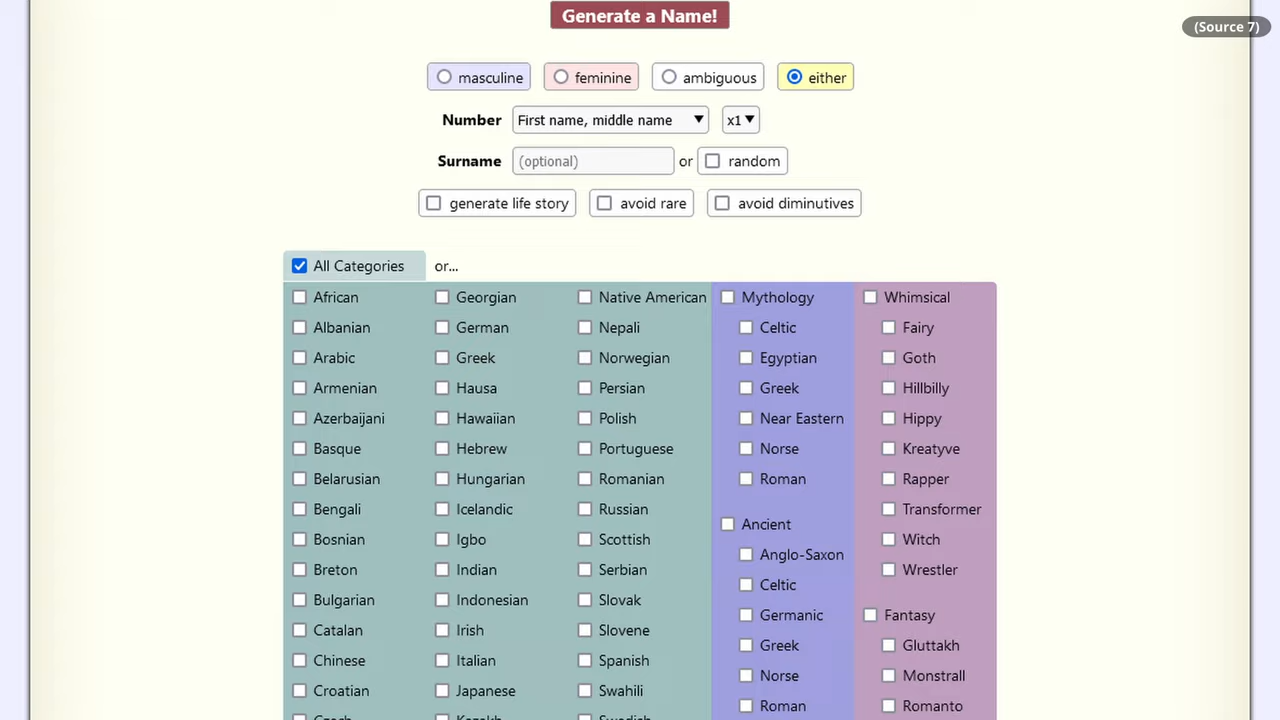 Generate a Name!
(Source 7)
masculine feminine ambiguous either
Number First name, middle name x1
Surname (optional) or random
generate life story avoid rare avoid diminutives
All Categories or...
African Georgian Native American Mythology Whimsical
Albanian German Nepali Celtic Fairy
Arabic Greek Norwegian Egyptian Goth
Armenian Hausa Persian Greek Hillbilly
Azerbaijani Hawaiian Polish Near Eastern Hippy
Basque Hebrew Portuguese Norse Kreatyve
Belarusian Hungarian Romanian Roman Rapper
Bengali Icelandic Russian Transformer
Ancient
Bosnian Igbo Scottish Witch
Anglo-Saxon
Breton Indian Serbian Wrestler
Celtic
Bulgarian Indonesian Slovak
Catalan Irish Slovene Germanic Fantasy
Greek Gluttakh
Chinese Italian Spanish
Norse Monstrall
Croatian Japanese Swahili
Roman Romanto